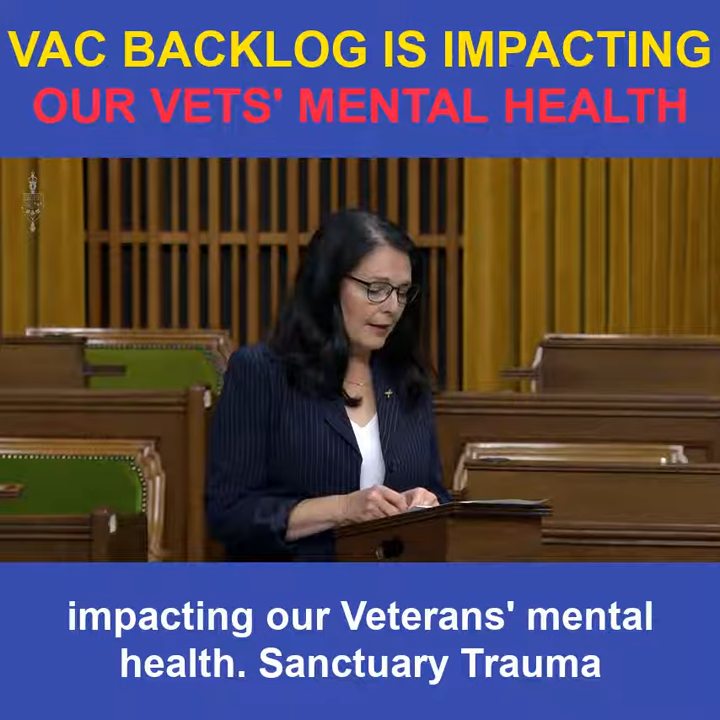 VAC BACKLOG IS IMPACTING
OUR VETS' MENTAL HEALTH
impacting our Veterans' mental
health. Sanctuary Trauma